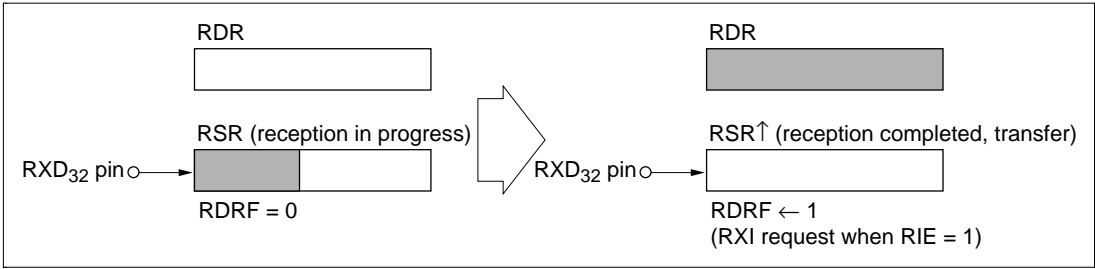 RDR
RSR (reception in progress)
RXD32 pin
RDRF = 0
RDR
RSR↑ (reception completed, transfer)
RXD32 pin
RDRF ← 1
(RXI request when RIE = 1)